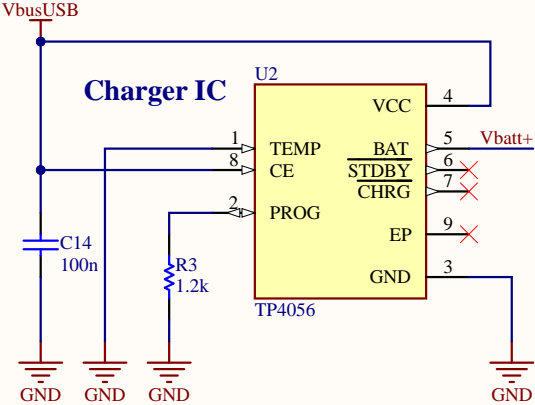 VbusUSB
Charger IC
U2
VCC
4
1
TEMP
BAT
5
Vbatt+
8
CE
STDBY
6
CHRG
7
2
PROG
EP
9
C14
100n
R3
1.2k
GND
3
TP4056
GND
GND
GND
GND